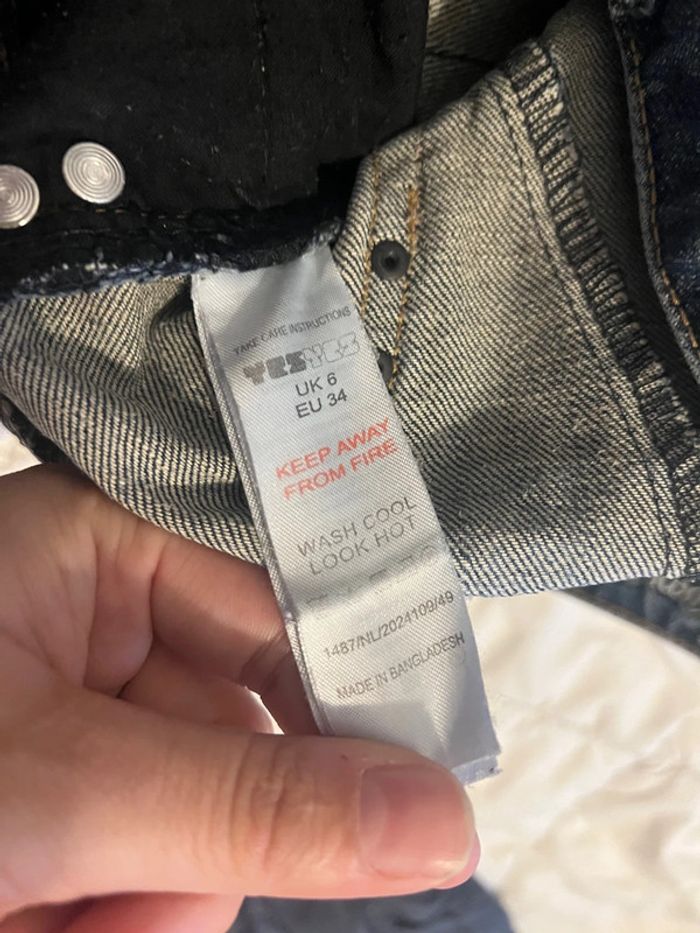 TAKE CARE INSTRUCTIONS
YESYES
UK 6
EU 34
KEEP AWAY
FROM FIRE
WASH COOL
LOOK HOT
1487/NL/2024109/49
MADE IN BANGLADESH